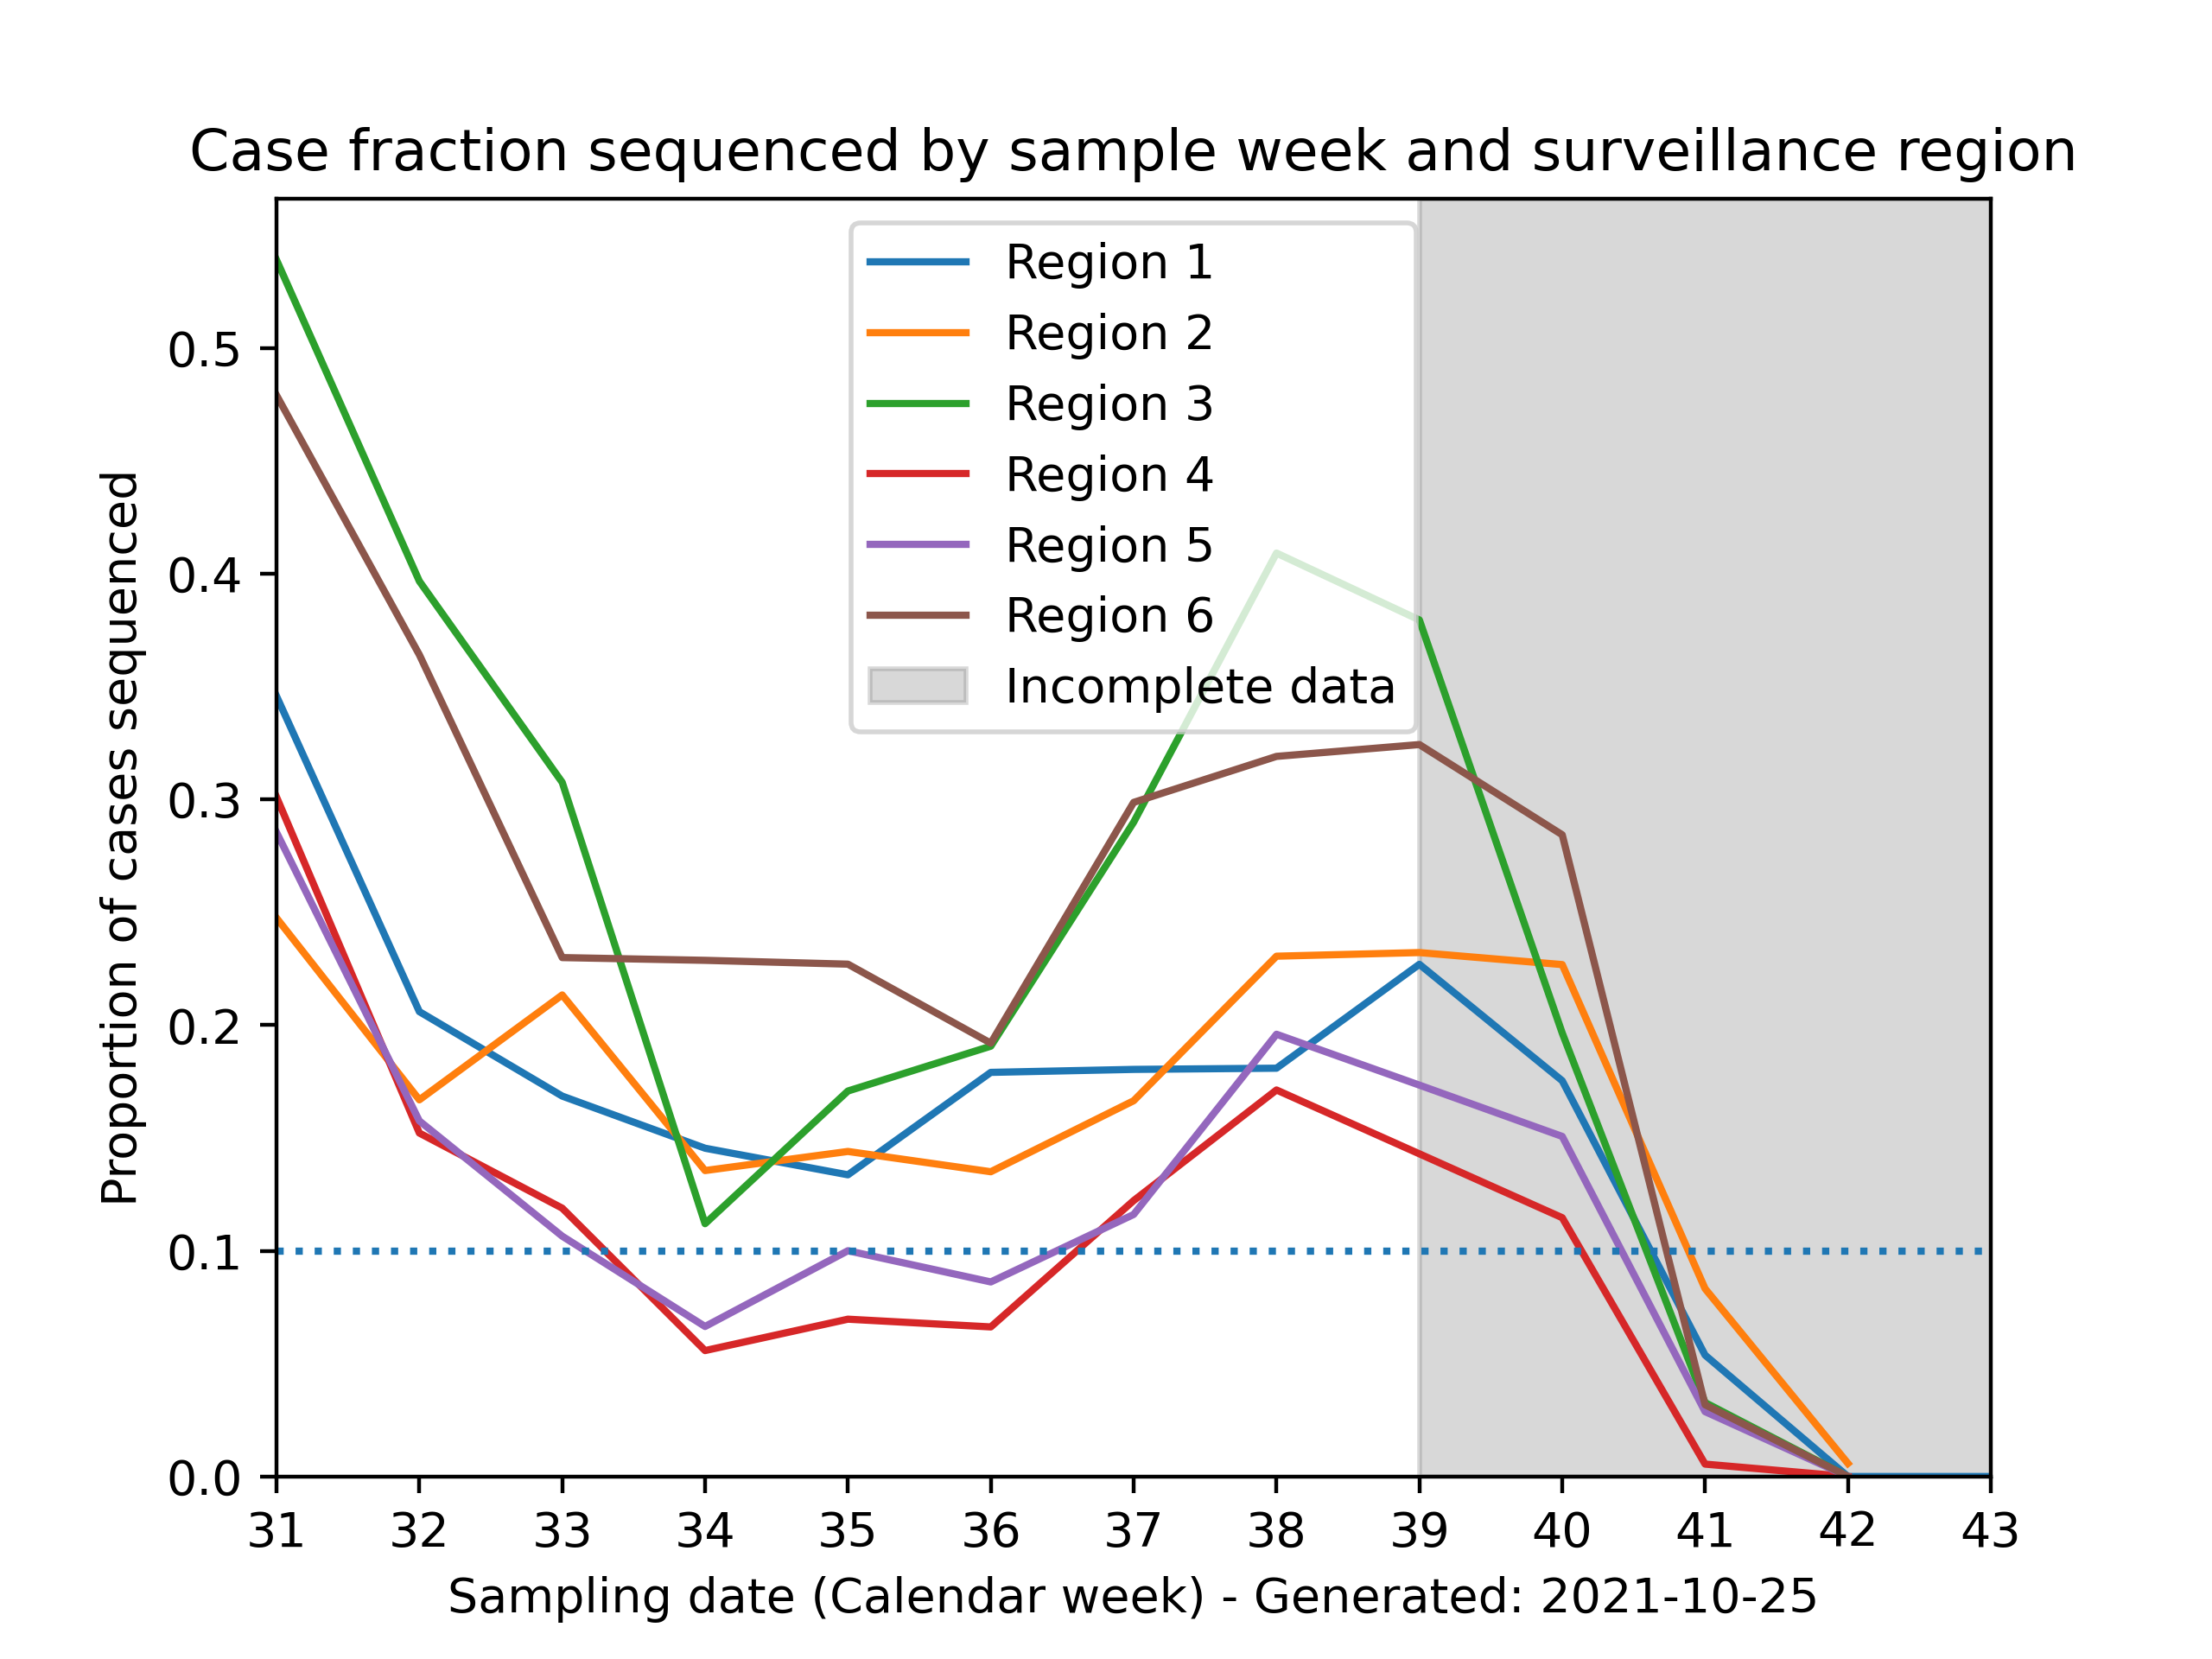 Case fraction sequenced by sample week and surveillance region
Region 1
Region 2
Region 3
Region 4
Region 5
Region 6
Incomplete data
Proportion of cases sequenced
0.5
0.4
0.3
0.2
0.1
0.0
31 32 33 34 35 36 37 38 39 40 41 42 43
Sampling date (Calendar week) - Generated: 2021-10-25